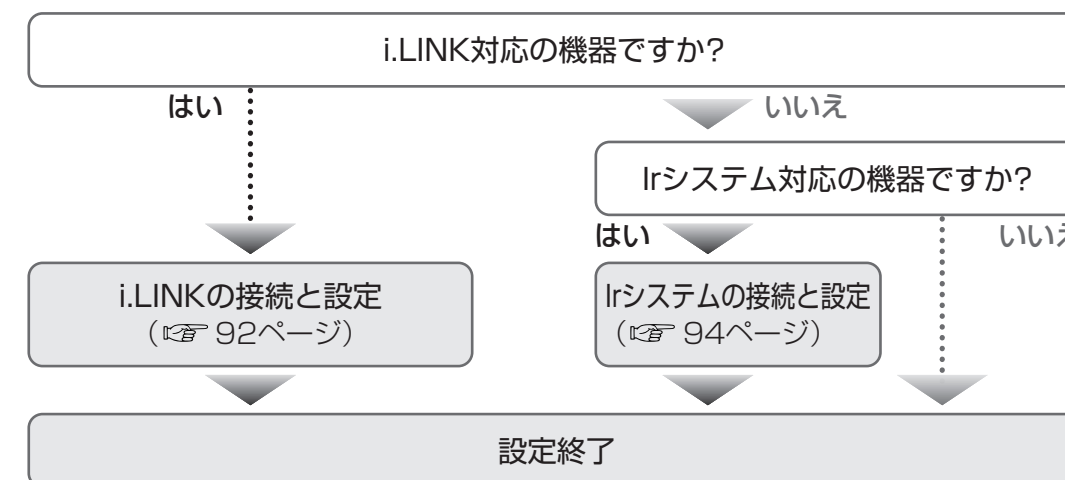 i.LINK対応の機器ですか?
はい
いいえ
Irシステム対応の機器ですか?
はい
いいえ
i.LINKの接続と設定
(☞ 92ページ)
Irシステムの接続と設定
(☞ 94ページ)
設定終了